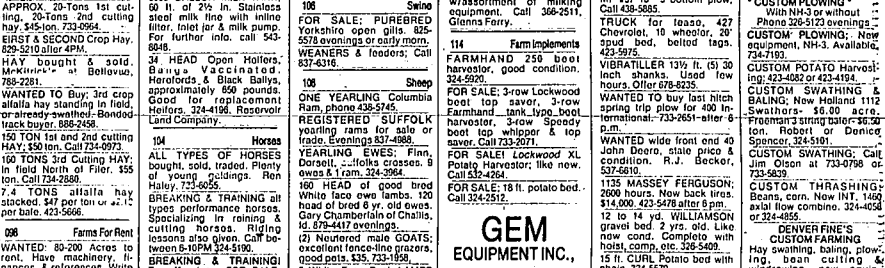 APPROX. 20-Tons 1st cut-
ting, 20-Tons 2nd cutting
hay. $45-ton. 733-0964.
FIRST & SECOND Crop Hay.
829-5210 after 4PM.
HAY bought & sold.
McKitrick's at Bellevue,
788-2281.
WANTED TO Buy; 3rd crop
alfalfa hay standing in field,
or already swathed. Bonded
track buyer. 886-2458.
150 TON 1st and 2nd cutting
HAY; $50 ton. Call 734-0973.
160 TONS 3rd Cutting HAY;
in field North of Filer. $55
ton. Call 734-2880.
7.4 TONS alfalfa hay
stacked. $47 per ton or
per bale. 423-5666.
098 Farms For Rent
WANTED: 80-200 Acres to
rent. Have machinery, fi-
nances & references. Write
60 ft. of 2½ in. Stainless
steel milk line with inline
filter. Inlet jar & milk pump.
For further info. call 543-
8048.
34 HEAD Open Heifers,
Bangs Vaccinated.
Herefords, & Black Ballys,
approximately 650 pounds.
Good for replacement
Heifers. 324-4196. Reservoir
Land Company.
104 Horses
ALL TYPES OF HORSES
bought, sold, traded. Plenty
of young geldings. Ron
Haley. 733-6055.
BREAKING & TRAINING all
types performance horses.
Specializing in reining &
cutting horses. Riding
lessons also given. Call be-
tween 6-10PM 324-5190.
BREAKING & TRAINING!
106 Swine
FOR SALE; PUREBRED
Yorkshire open gilts. 825-
5578 evenings or early morn.
WEANERS & feeders; Call
837-6316.
108 Sheep
ONE YEARLING Columbia
Ram, phone 438-5745.
REGISTERED SUFFOLK
yearling rams for sale or
trade. Evenings 837-4988.
YEARLING EWES; Finn,
Dorset, suffolks crosses. 9
ewes & 1 ram. 324-3964.
160 HEAD of good bred
White face ewe lambs. 120
head of bred 6 yr. old ewes.
Gary Chamberlain of Challis,
Id. 879-4417 evenings.
(2) Neutered male GOATS;
excellent fence-line grazers,
good pets. $35. 733-1958.
assortment of milking
equipment. Call 366-2511,
Glenns Ferry.
114 Farm Implements
FARMHAND 250 beet
harvestor, good condition.
324-5920.
FOR SALE; 3-row Lockwood
beet top saver, 3-row
Farmhand tank type beet
harvestor, 3-row Speedy
beet top whipper & top
saver. Call 733-2071.
FOR SALE! Lockwood XL
Potato Harvestor; like new.
Call 532-4264.
FOR SALE; 18 ft. potato bed.
Call 324-2512.
GEM
EQUIPMENT INC.,
Call 438-5885.
TRUCK for lease, 427
Chevrolet, 10 wheeler, 20'
spud bed, belted tags.
423-5975.
VIBRATILLER 13½ ft. (5) 30
inch shanks. Used few
hours. Offer 678-8235.
WANTED TO buy last hitch
spring trip plow for 400 In-
ternational. 733-2651 after 6
p.m.
WANTED wide front end 40
John Deere, state price &
condition. R.J. Becker,
537-6610.
1135 MASSEY FERGUSON;
2600 hours. Now back tires.
$14,000. 423-5478 after 6 pm.
12 to 14 yd. WILLIAMSON
gravel bed. 2 yrs. old. Like
new cond. Complete with
hoist, comp, etc. 326-5409.
15 ft. CURL Potato bed with
chain. 324-5570.
"CUSTOM PLOWING"
With NH-3 or without
Phone 326-5123 evenings
CUSTOM PLOWING; New
equipment, NH-3. Available,
734-7193.
CUSTOM POTATO Harvest-
ing; 423-4082 or 423-4194.
CUSTOM SWATHING &
BALING; New Holland 1112
Swathers- $6.00 acre.
Freeman 3 string baler- $6.50
ton. Robert or Denice
Spencer, 324-5101.
CUSTOM SWATHING; Call
Jim Olson at 733-0798 or
733-5839.
CUSTOM THRASHING;
Beans, corn. Now INT. 1460
axial flow combine. 324-4058
or 324-4855.
DENVER FINE'S
CUSTOM FARMING
Hay swathing, baling, plow-
ing, bean cutting &